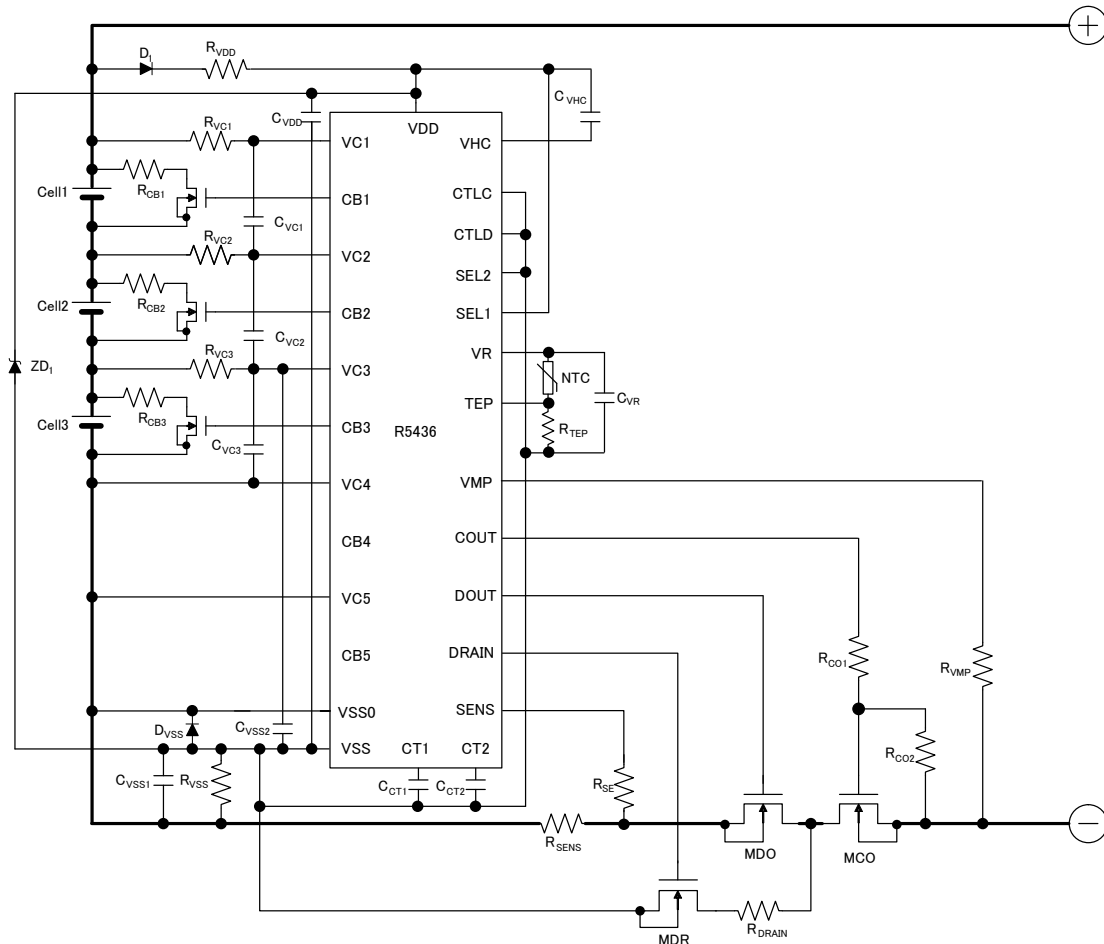 +
D1
RVDD
CVHC
CVDD
VDD
RVC1
VC1
VHC
Cell1
RCB1
CB1
CTLC
CVC1
CTLD
RVC2
VC2
SEL2
Cell2
RCB2
CB2
SEL1
CVC2
RVC3
VC3
VR
NTC
ZD1
CVR
TEP
Cell3
RCB3
CB3
RTEP
R5436
CVC3
VC4
VMP
CB4
COUT
VC5
DOUT
CB5
DRAIN
RCO1
RVMP
VSS0
SENS
DVSS
CVSS2
VSS
CT1
CT2
RCO2
CVSS1
RVSS
CCT1
CCT2
RSE
−
RSENS
MDO
MCO
RDRAIN
MDR